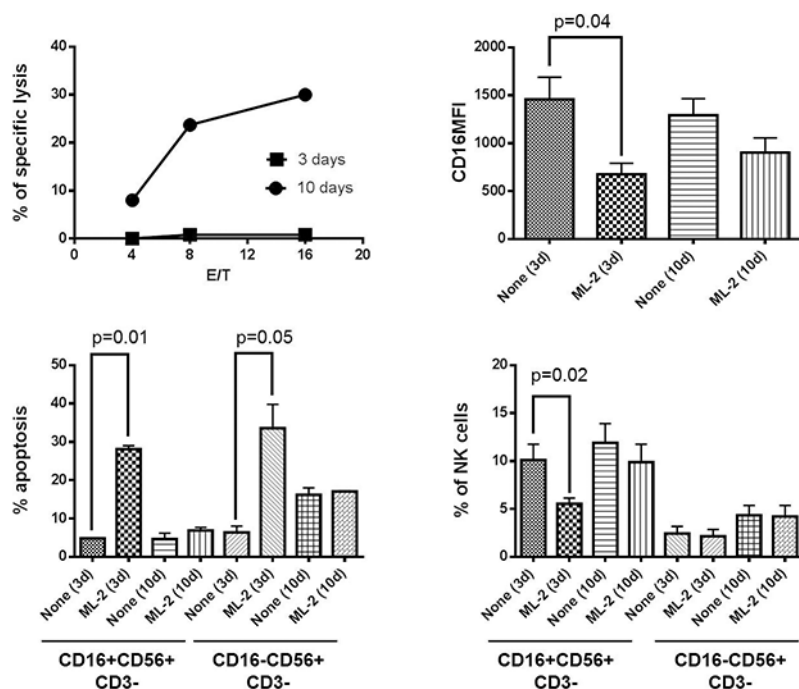 % of specific lysis
40
30
20
10
0
3 days
10 days
0 4 8 12 16 20
E/T
p=0.04
CD16MFI
2000
1500
1000
500
0
None (3d)
ML-2 (3d)
None (10d)
ML-2 (10d)
p=0.01
p=0.05
% apoptosis
50
40
30
20
10
0
None (3d)
ML-2 (3d)
None (10d)
ML-2 (10d)
None (3d)
ML-2 (3d)
None (10d)
ML-2 (10d)
CD16+CD56+
CD3-
CD16-CD56+
CD3-
p=0.02
% of NK cells
20
15
10
5
0
None (3d)
ML-2 (3d)
None (10d)
ML-2 (10d)
None (3d)
ML-2 (3d)
None (10d)
ML-2 (10d)
CD16+CD56+
CD3-
CD16-CD56+
CD3-